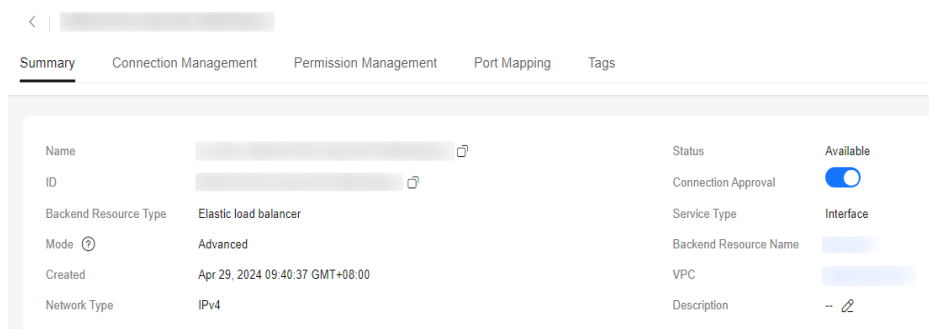 Summary Connection Management Permission Management Port Mapping Tags
Name Status Available
ID Connection Approval
Backend Resource Type Elastic load balancer Service Type Interface
Mode ? Advanced Backend Resource Name
Created Apr 29, 2024 09:40:37 GMT+08:00 VPC
Network Type IPv4 Description --